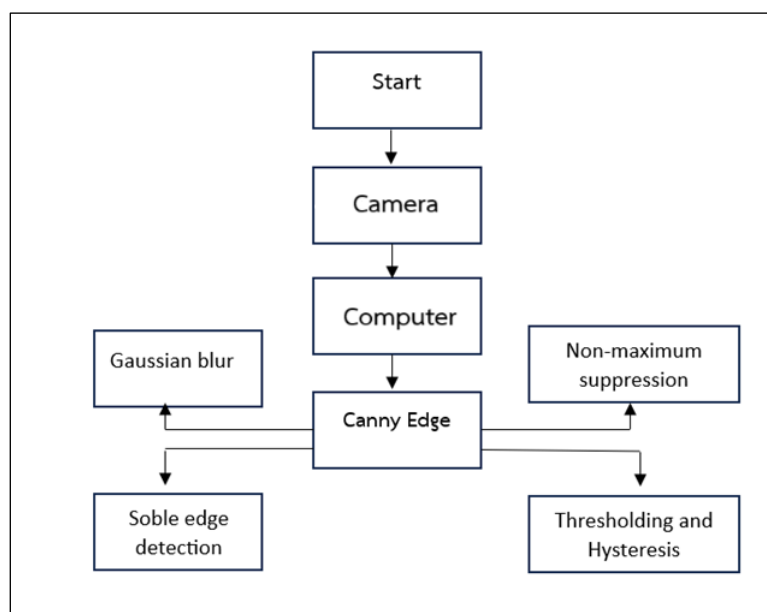 Start
Camera
Computer
Gaussian blur
Non-maximum
suppression
Canny Edge
Soble edge
detection
Thresholding and
Hysteresis